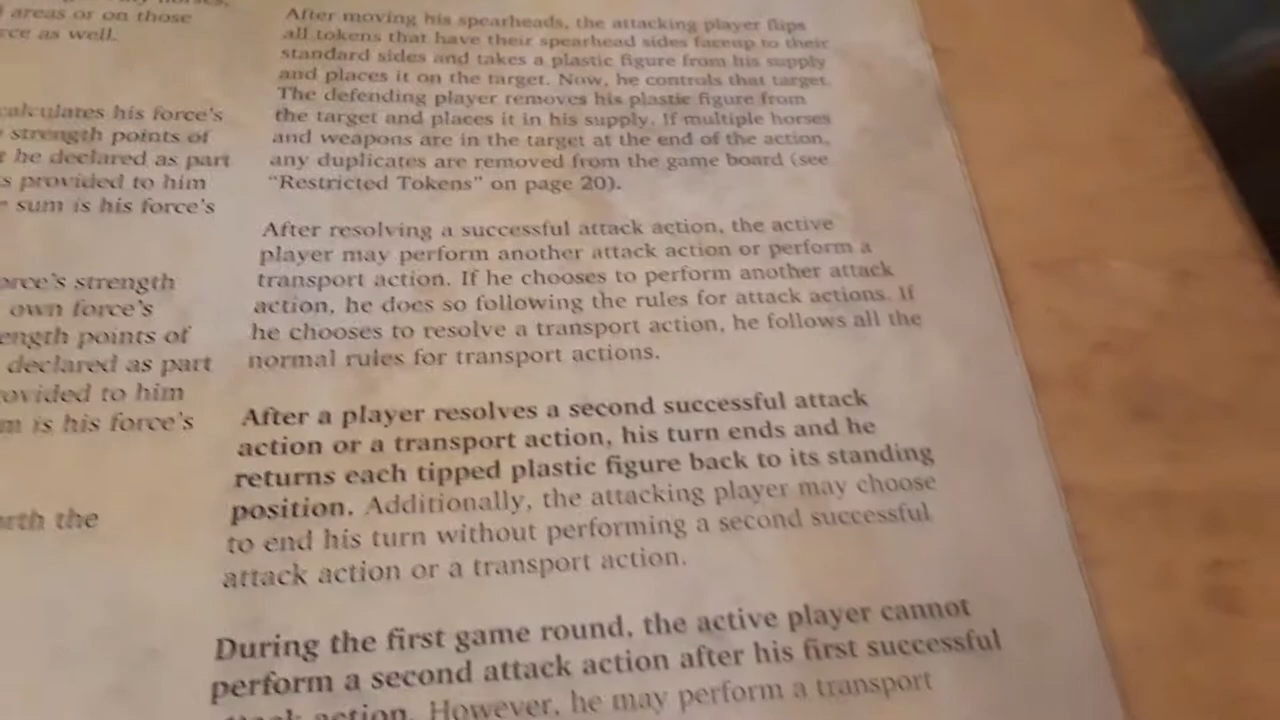 areas or on those
rce as well.
calculates his force's
strength points of
t he declared as part
s provided to him
sum is his force's
orce's strength
own force's
ength points of
declared as part
ovided to him
m is his force's
rth the
After moving his spearheads, the attacking player flips
all tokens that have their spearhead sides faceup to their
standard sides and takes a plastic figure from his supply
and places it on the target. Now, he controls that target.
The defending player removes his plastic figure from
the target and places it in his supply. If multiple horses
and weapons are in the target at the end of the action,
any duplicates are removed from the game board (see
“Restricted Tokens” on page 20).
After resolving a successful attack action, the active
player may perform another attack action or perform a
transport action. If he chooses to perform another attack
action, he does so following the rules for attack actions. If
he chooses to resolve a transport action, he follows all the
normal rules for transport actions.
After a player resolves a second successful attack
action or a transport action, his turn ends and he
returns each tipped plastic figure back to its standing
position. Additionally, the attacking player may choose
to end his turn without performing a second successful
attack action or a transport action.
During the first game round, the active player cannot
perform a second attack action after his first successful
attack action. However, he may perform a transport